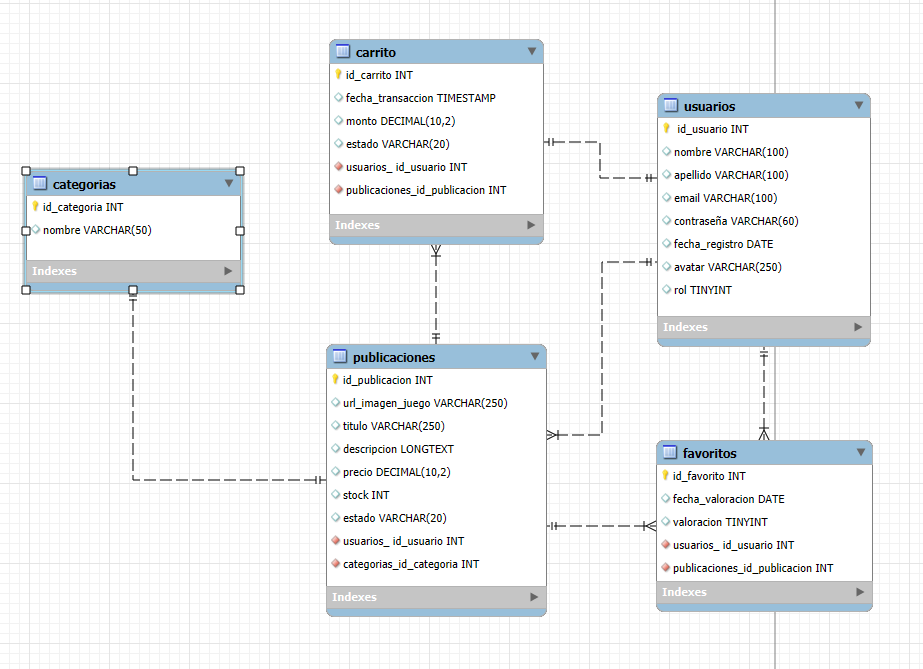 carrito
id_carrito INT
fecha_transaccion TIMESTAMP
monto DECIMAL(10,2)
estado VARCHAR(20)
usuarios_ id_usuario INT
publicaciones_id_publicacion INT
Indexes
usuarios
id_usuario INT
nombre VARCHAR(100)
apellido VARCHAR(100)
email VARCHAR(100)
contraseña VARCHAR(60)
fecha_registro DATE
avatar VARCHAR(250)
rol TINYINT
Indexes
categorias
id_categoria INT
nombre VARCHAR(50)
Indexes
publicaciones
id_publicacion INT
url_imagen_juego VARCHAR(250)
titulo VARCHAR(250)
descripcion LONGTEXT
precio DECIMAL(10,2)
stock INT
estado VARCHAR(20)
usuarios_ id_usuario INT
categorias_id_categoria INT
Indexes
favoritos
id_favorito INT
fecha_valoracion DATE
valoracion TINYINT
usuarios_ id_usuario INT
publicaciones_id_publicacion INT
Indexes